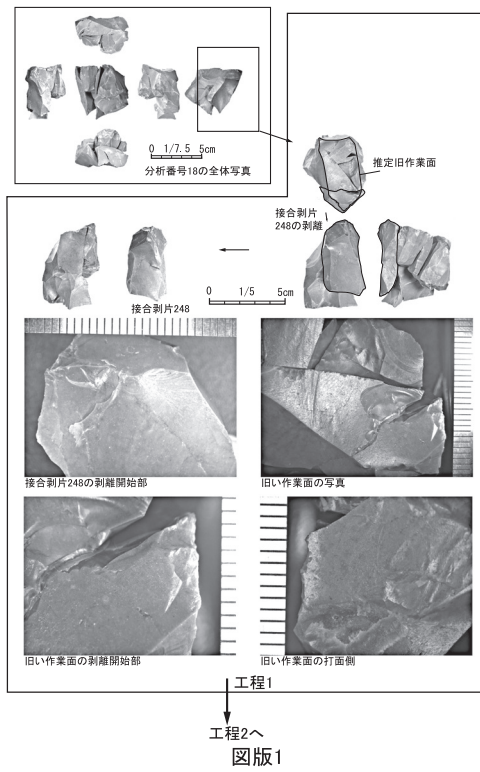 0 1/7.5 5cm
分析番号18の全体写真
推定旧作業面
接合剥片
248の剥離
接合剥片248
0 1/5 5cm
接合剥片248の剥離開始部
旧い作業面の写真
旧い作業面の剥離開始部
旧い作業面の打面側
工程1
工程2へ
図版1